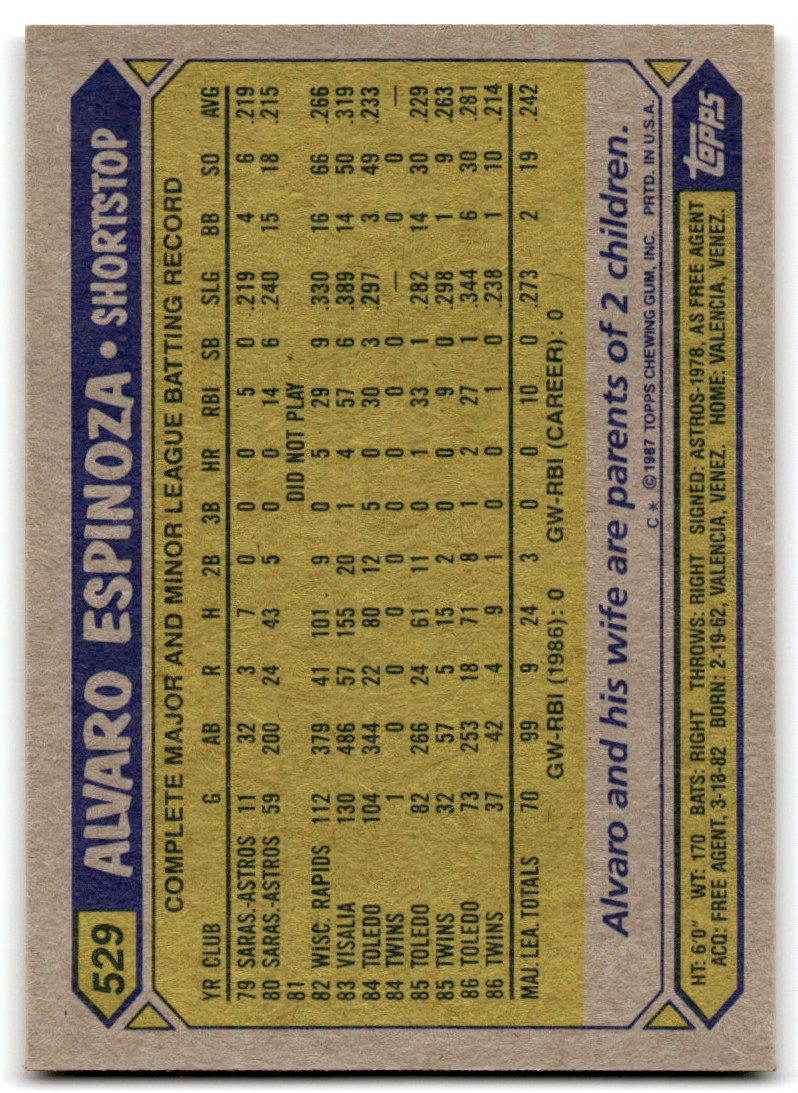 529 ALVARO ESPINOZA • SHORTSTOP
COMPLETE MAJOR AND MINOR LEAGUE BATTING RECORD
YR CLUB G AB R H 2B 3B HR RBI SB SLG BB SO AVG
79 SARAS.-ASTROS 11 32 3 7 0 0 0 5 0 .219 4 6 .219
80 SARAS.-ASTROS 59 200 24 43 5 0 0 14 6 .240 15 18 .215
81 DID NOT PLAY
82 WISC. RAPIDS 112 379 41 101 9 0 5 29 9 .330 16 66 .266
83 VISALIA 130 486 57 155 20 1 4 57 6 .389 14 50 .319
84 TOLEDO 104 344 22 80 12 5 0 30 3 .297 3 49 .233
84 TWINS 1 0 0 0 0 0 0 0 0 — 0 0 —
85 TOLEDO 82 266 24 61 11 0 1 33 1 .282 14 30 .229
85 TWINS 32 57 5 15 2 0 0 9 0 .298 1 9 .263
86 TOLEDO 73 253 18 71 8 1 2 27 1 .344 6 30 .281
86 TWINS 37 42 4 9 1 0 0 1 0 .238 1 10 .214
MAJ. LEA. TOTALS 70 99 9 24 3 0 0 10 0 .273 2 19 .242
GW-RBI (1986): 0 GW-RBI (CAREER): 0
Alvaro and his wife are parents of 2 children.
C* ©1987 TOPPS CHEWING GUM, INC. PRTD. IN U.S.A.
HT: 6'0" WT: 170 BATS: RIGHT THROWS: RIGHT SIGNED: ASTROS-1978, AS FREE AGENT
ACQ: FREE AGENT, 3-18-82 BORN: 2-19-62, VALENCIA, VENEZ. HOME: VALENCIA, VENEZ.
topps